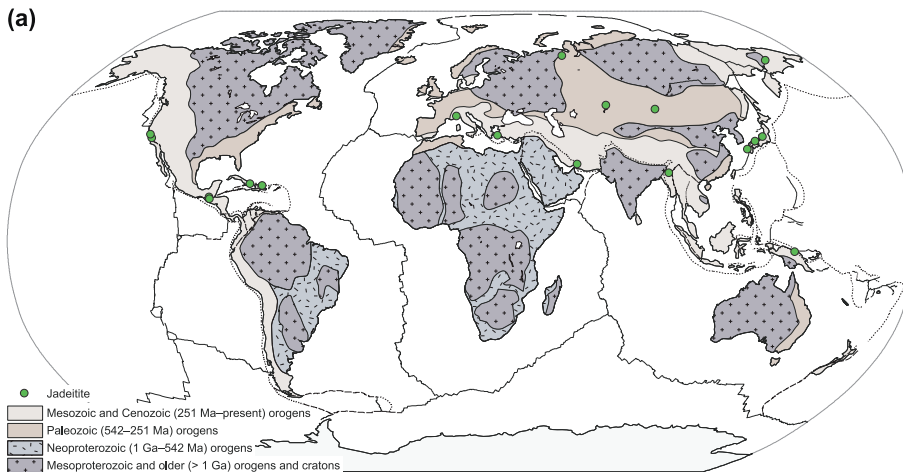 (a)
Jadeitite
Mesozoic and Cenozoic (251 Ma–present) orogens
Paleozoic (542–251 Ma) orogens
Neoproterozoic (1 Ga–542 Ma) orogens
Mesoproterozoic and older (> 1 Ga) orogens and cratons